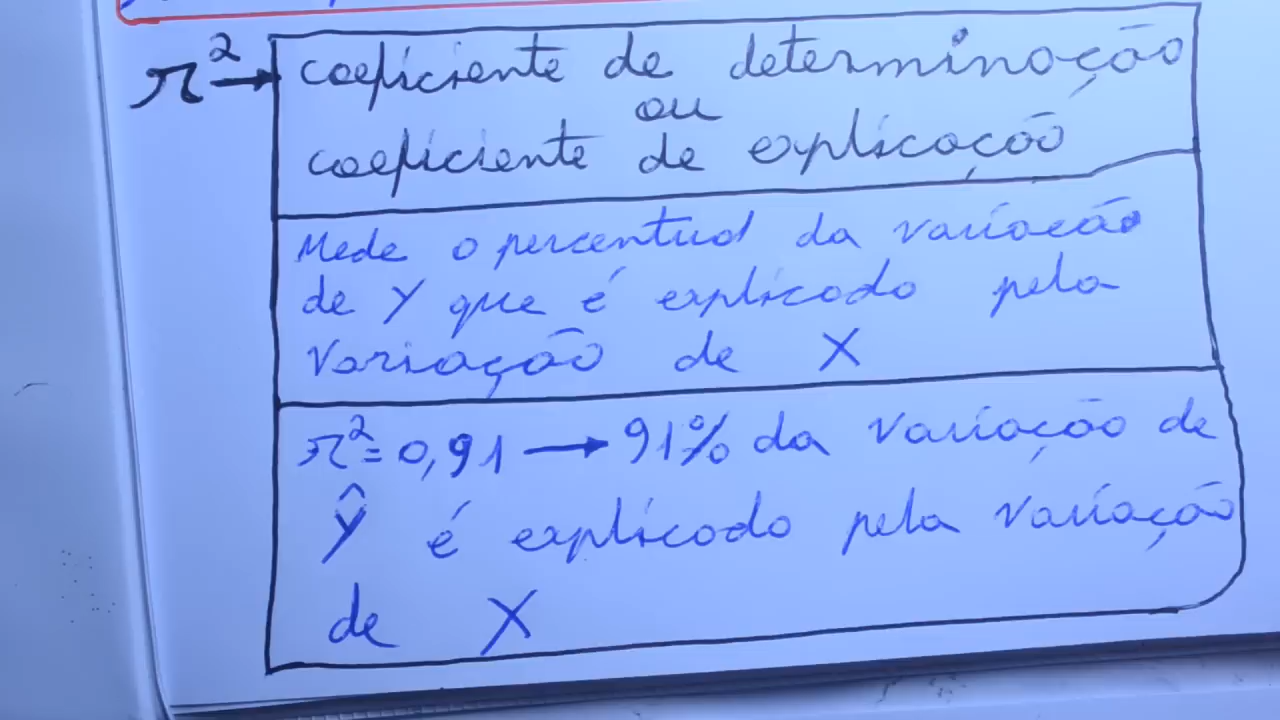 r² → coeficiente de determinação
ou
coeficiente de explicação
Mede o percentual da variação
de Y que é explicado pela
variação de X
r² = 0,91 → 91% da variação de
Ŷ é explicado pela variação
de X